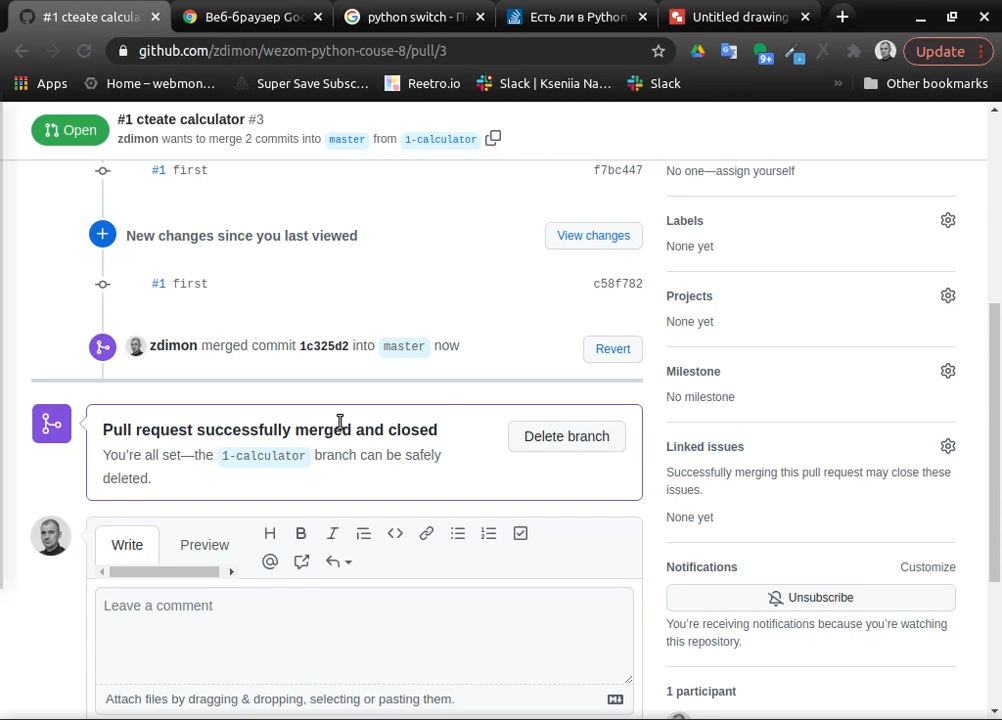 #1 cteate calcula
Веб-браузер Goo
python switch - П
Есть ли в Python
Untitled drawing
github.com/zdimon/wezom-python-couse-8/pull/3
9+
Update
Apps
Home – webmon...
Super Save Subsc...
Reetro.io
Slack | Kseniia Na...
Slack
»
Other bookmarks
Open
#1 cteate calculator #3
zdimon wants to merge 2 commits into master from 1-calculator
#1 first f7bc447
No one—assign yourself
Labels
None yet
New changes since you last viewed
View changes
#1 first c58f782
Projects
None yet
zdimon merged commit 1c325d2 into master now
Revert
Milestone
No milestone
Pull request successfully merged and closed
You're all set—the 1-calculator branch can be safely
deleted.
Delete branch
Linked issues
Successfully merging this pull request may close these
issues.
None yet
Write
Preview
Leave a comment
Attach files by dragging & dropping, selecting or pasting them.
Notifications
Customize
Unsubscribe
You're receiving notifications because you're watching
this repository.
1 participant